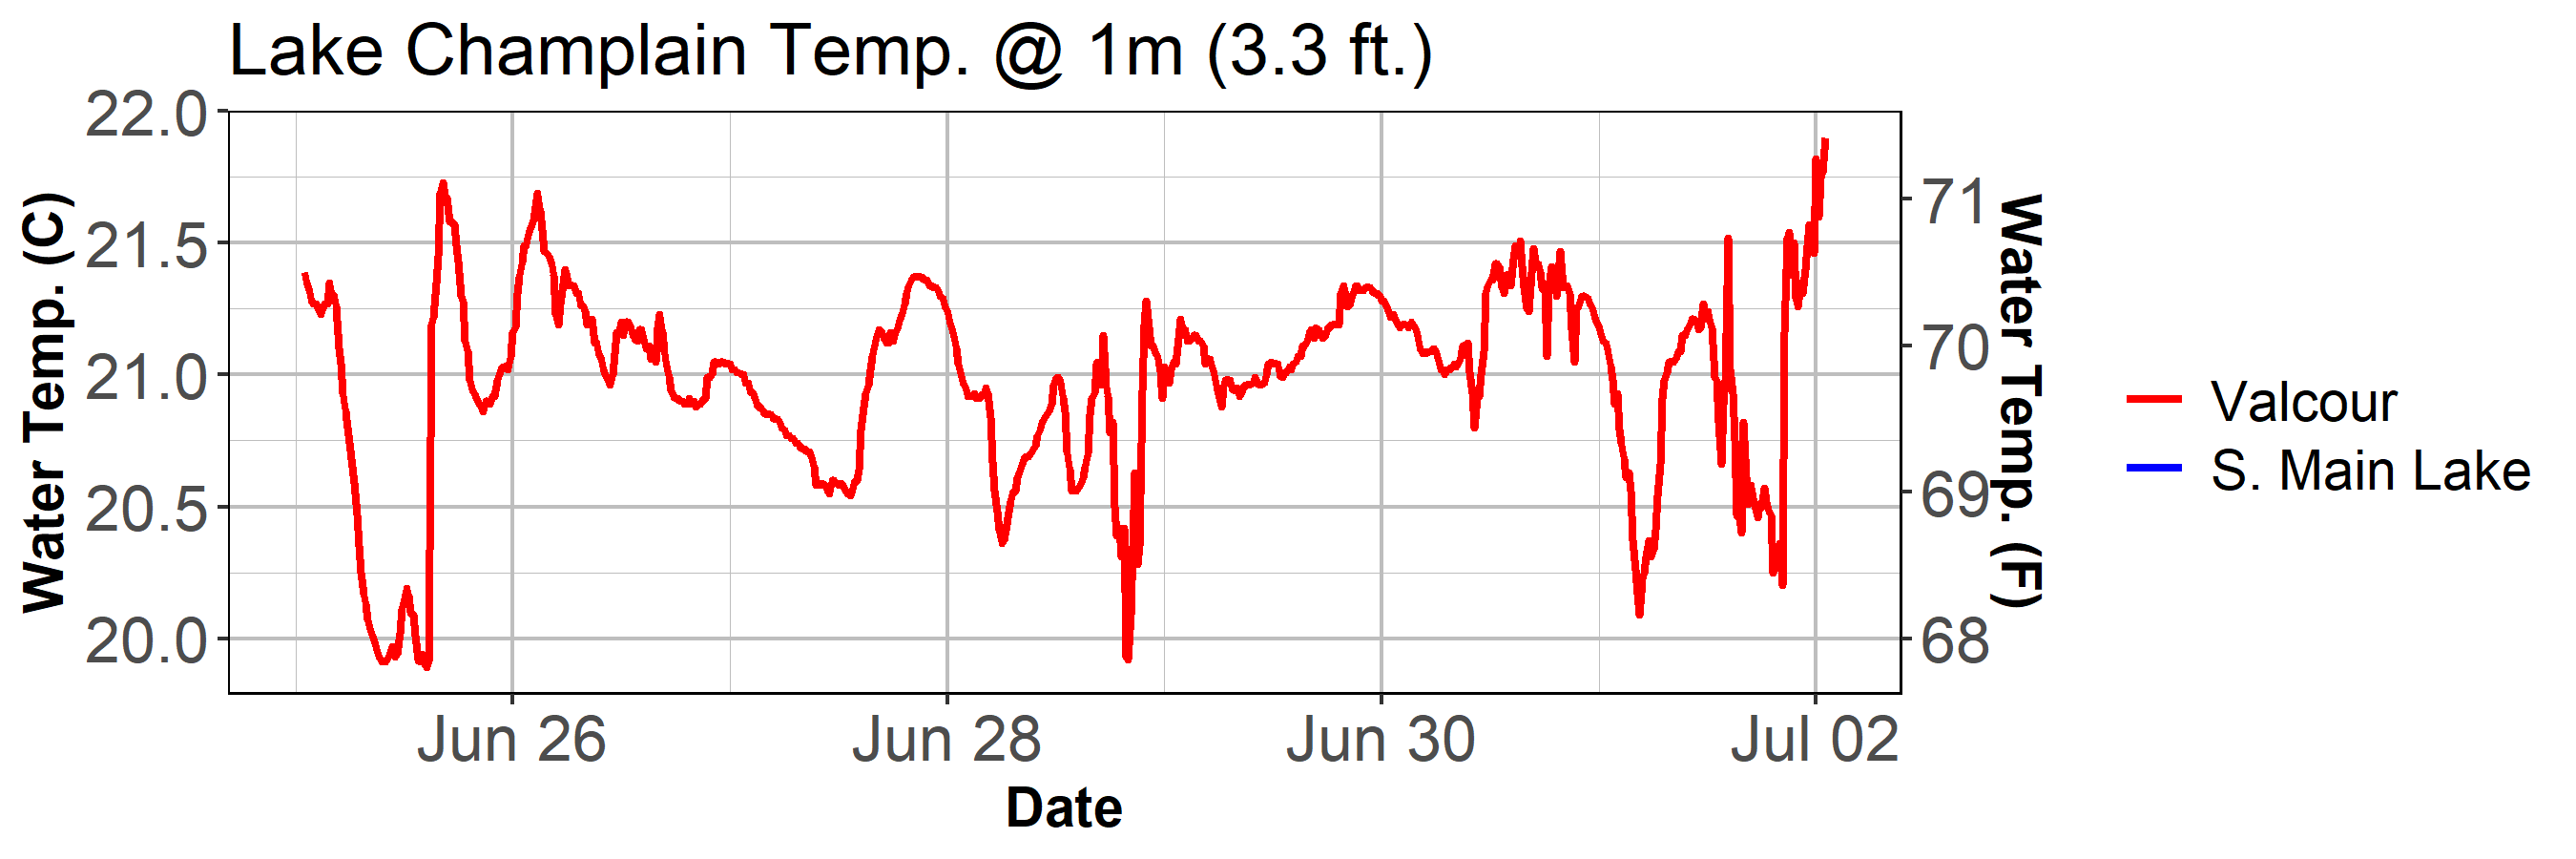 Lake Champlain Temp. @ 1m (3.3 ft.)
Water Temp. (C)
22.0
21.5
21.0
20.5
20.0
71
70
69
68
Water Temp. (F)
Jun 26
Jun 28
Jun 30
Jul 02
Date
Valcour
S. Main Lake